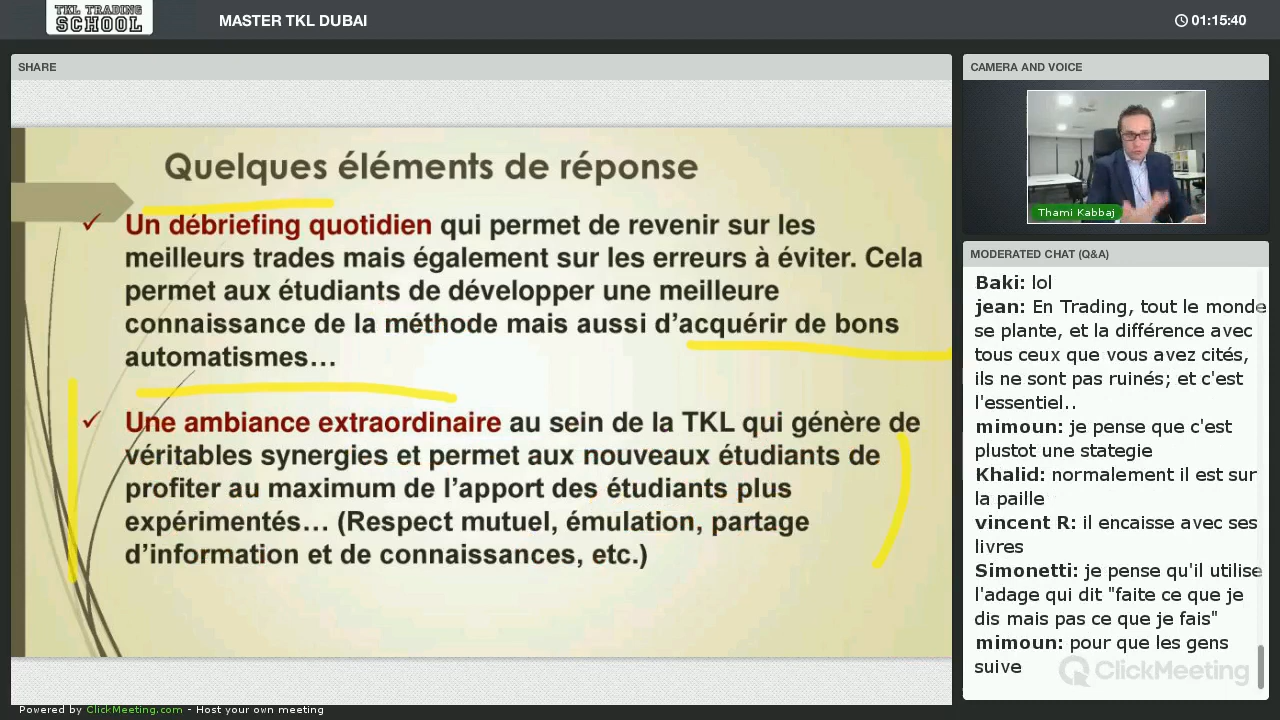 TKL TRADING
SCHOOL
MASTER TKL DUBAI
01:15:40
SHARE
Quelques éléments de réponse
Un débriefing quotidien qui permet de revenir sur les
meilleurs trades mais également sur les erreurs à éviter. Cela
permet aux étudiants de développer une meilleure
connaissance de la méthode mais aussi d'acquérir de bons
automatismes…
Une ambiance extraordinaire au sein de la TKL qui génère de
véritables synergies et permet aux nouveaux étudiants de
profiter au maximum de l'apport des étudiants plus
expérimentés… (Respect mutuel, émulation, partage
d'information et de connaissances, etc.)
CAMERA AND VOICE
Thami Kabbaj
MODERATED CHAT (Q&A)
Baki: lol
jean: En Trading, tout le monde
se plante, et la différence avec
tous ceux que vous avez cités,
ils ne sont pas ruinés; et c'est
l'essentiel..
mimoun: je pense que c'est
plustot une stategie
Khalid: normalement il est sur
la paille
vincent R: il encaisse avec ses
livres
Simonetti: je pense qu'il utilise
l'adage qui dit "faite ce que je
dis mais pas ce que je fais"
mimoun: pour que les gens
suive
ClickMeeting
Powered by ClickMeeting.com - Host your own meeting